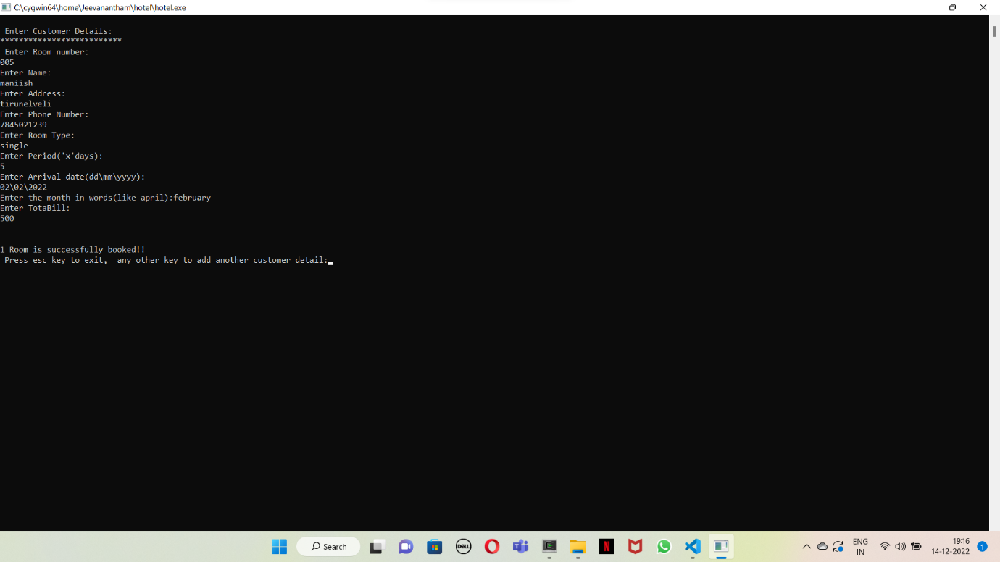 C:\cygwin64\home\Jeevanantham\hotel\hotel.exe
Enter Customer Details:
**************************
Enter Room number:
005
Enter Name:
maniish
Enter Address:
tirunelveli
Enter Phone Number:
7845021239
Enter Room Type:
single
Enter Period('x'days):
5
Enter Arrival date(dd\mm\yyyy):
02\02\2022
Enter the month in words(like april):february
Enter TotaBill:
500
1 Room is successfully booked!!
Press esc key to exit,  any other key to add another customer detail:
Search
DELL
N
T
ENG
IN
19:16
14-12-2022
1